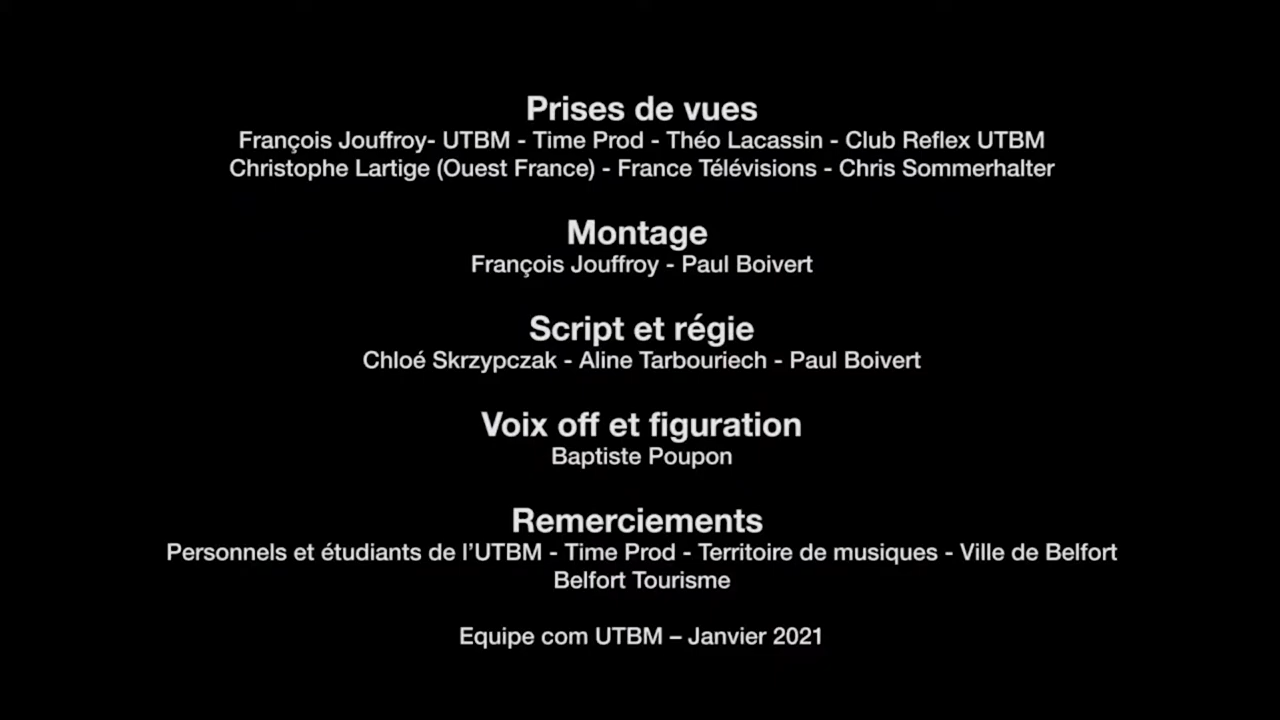 Prises de vues
François Jouffroy- UTBM - Time Prod - Théo Lacassin - Club Reflex UTBM
Christophe Lartige (Ouest France) - France Télévisions - Chris Sommerhalter
Montage
François Jouffroy - Paul Boivert
Script et régie
Chloé Skrzypczak - Aline Tarbouriech - Paul Boivert
Voix off et figuration
Baptiste Poupon
Remerciements
Personnels et étudiants de l’UTBM - Time Prod - Territoire de musiques - Ville de Belfort
Belfort Tourisme
Equipe com UTBM – Janvier 2021